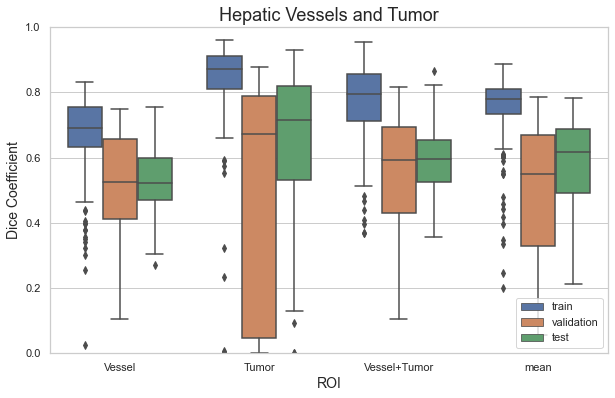 Hepatic Vessels and Tumor
Dice Coefficient
1.0
0.8
0.6
0.4
0.2
0.0
Vessel
Tumor
Vessel+Tumor
mean
ROI
train
validation
test